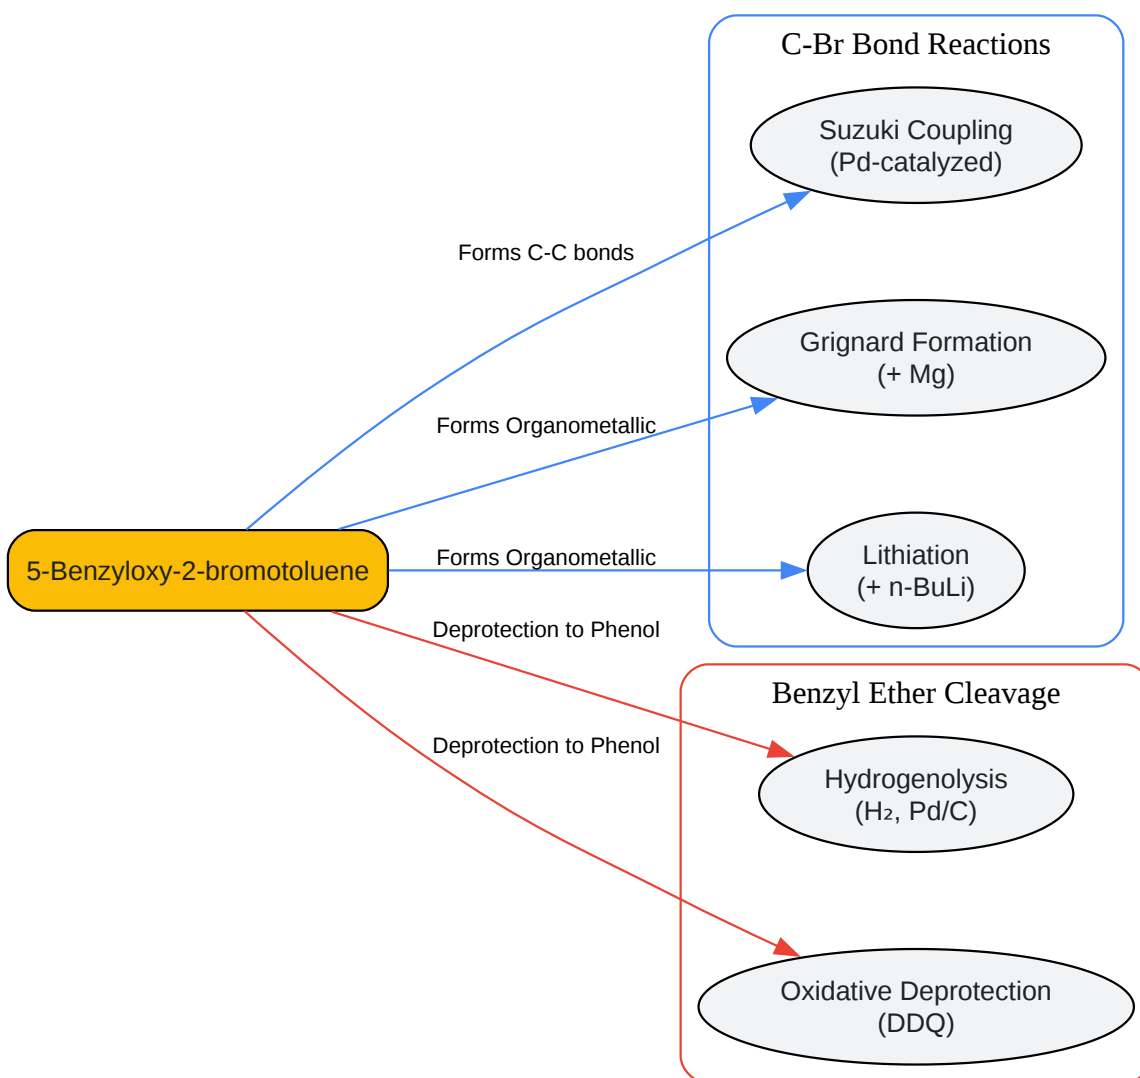 C-Br Bond Reactions
Suzuki Coupling
(Pd-catalyzed)
Forms C-C bonds
Grignard Formation
(+ Mg)
Forms Organometallic
5-Benzyloxy-2-bromotoluene
Forms Organometallic
Lithiation
(+ n-BuLi)
Deprotection to Phenol
Benzyl Ether Cleavage
Deprotection to Phenol
Hydrogenolysis
(H₂, Pd/C)
Oxidative Deprotection
(DDQ)